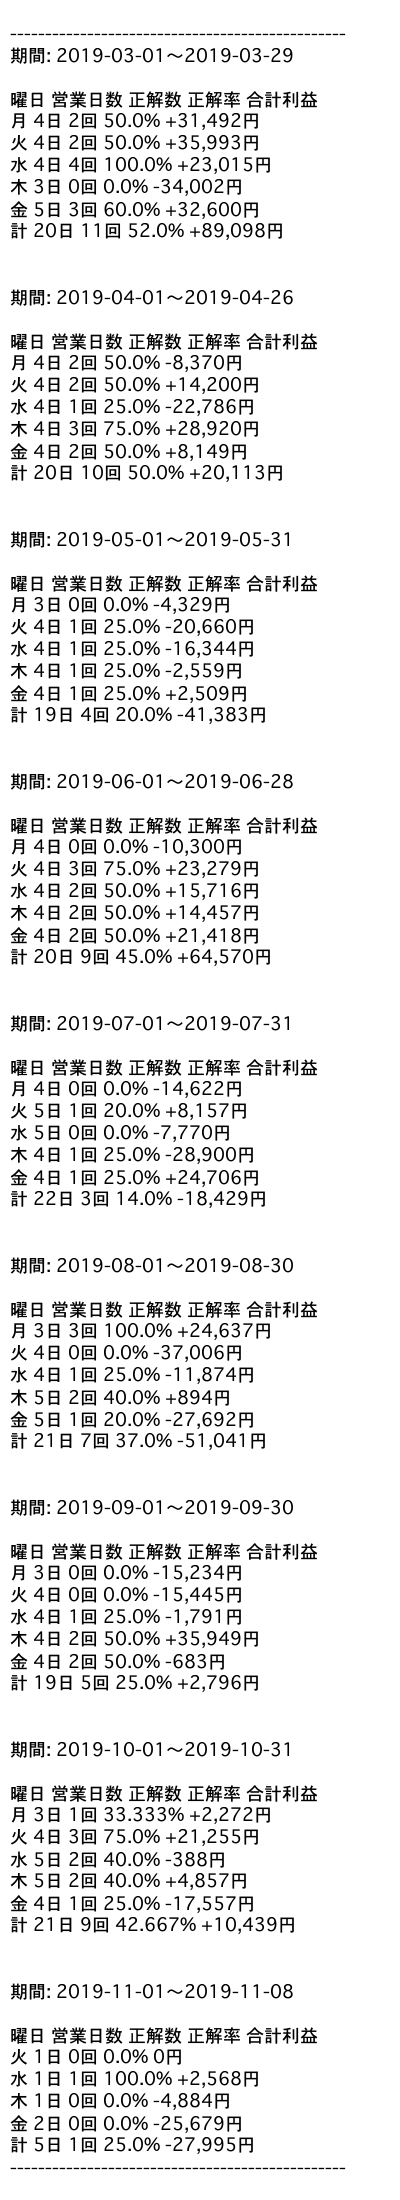 ------------------------------------------------
期間: 2019-03-01〜2019-03-29
曜日 営業日数 正解数 正解率 合計利益
月 4日 2回 50.0% +31,492円
火 4日 2回 50.0% +35,993円
水 4日 4回 100.0% +23,015円
木 3日 0回 0.0% -34,002円
金 5日 3回 60.0% +32,600円
計 20日 11回 52.0% +89,098円
期間: 2019-04-01〜2019-04-26
曜日 営業日数 正解数 正解率 合計利益
月 4日 2回 50.0% -8,370円
火 4日 2回 50.0% +14,200円
水 4日 1回 25.0% -22,786円
木 4日 3回 75.0% +28,920円
金 4日 2回 50.0% +8,149円
計 20日 10回 50.0% +20,113円
期間: 2019-05-01〜2019-05-31
曜日 営業日数 正解数 正解率 合計利益
月 3日 0回 0.0% -4,329円
火 4日 1回 25.0% -20,660円
水 4日 1回 25.0% -16,344円
木 4日 1回 25.0% -2,559円
金 4日 1回 25.0% +2,509円
計 19日 4回 20.0% -41,383円
期間: 2019-06-01〜2019-06-28
曜日 営業日数 正解数 正解率 合計利益
月 4日 0回 0.0% -10,300円
火 4日 3回 75.0% +23,279円
水 4日 2回 50.0% +15,716円
木 4日 2回 50.0% +14,457円
金 4日 2回 50.0% +21,418円
計 20日 9回 45.0% +64,570円
期間: 2019-07-01〜2019-07-31
曜日 営業日数 正解数 正解率 合計利益
月 4日 0回 0.0% -14,622円
火 5日 1回 20.0% +8,157円
水 5日 0回 0.0% -7,770円
木 4日 1回 25.0% -28,900円
金 4日 1回 25.0% +24,706円
計 22日 3回 14.0% -18,429円
期間: 2019-08-01〜2019-08-30
曜日 営業日数 正解数 正解率 合計利益
月 3日 3回 100.0% +24,637円
火 4日 0回 0.0% -37,006円
水 4日 1回 25.0% -11,874円
木 5日 2回 40.0% +894円
金 5日 1回 20.0% -27,692円
計 21日 7回 37.0% -51,041円
期間: 2019-09-01〜2019-09-30
曜日 営業日数 正解数 正解率 合計利益
月 3日 0回 0.0% -15,234円
火 4日 0回 0.0% -15,445円
水 4日 1回 25.0% -1,791円
木 4日 2回 50.0% +35,949円
金 4日 2回 50.0% -683円
計 19日 5回 25.0% +2,796円
期間: 2019-10-01〜2019-10-31
曜日 営業日数 正解数 正解率 合計利益
月 3日 1回 33.333% +2,272円
火 4日 3回 75.0% +21,255円
水 5日 2回 40.0% -388円
木 5日 2回 40.0% +4,857円
金 4日 1回 25.0% -17,557円
計 21日 9回 42.667% +10,439円
期間: 2019-11-01〜2019-11-08
曜日 営業日数 正解数 正解率 合計利益
火 1日 0回 0.0% 0円
水 1日 1回 100.0% +2,568円
木 1日 0回 0.0% -4,884円
金 2日 0回 0.0% -25,679円
計 5日 1回 25.0% -27,995円
------------------------------------------------